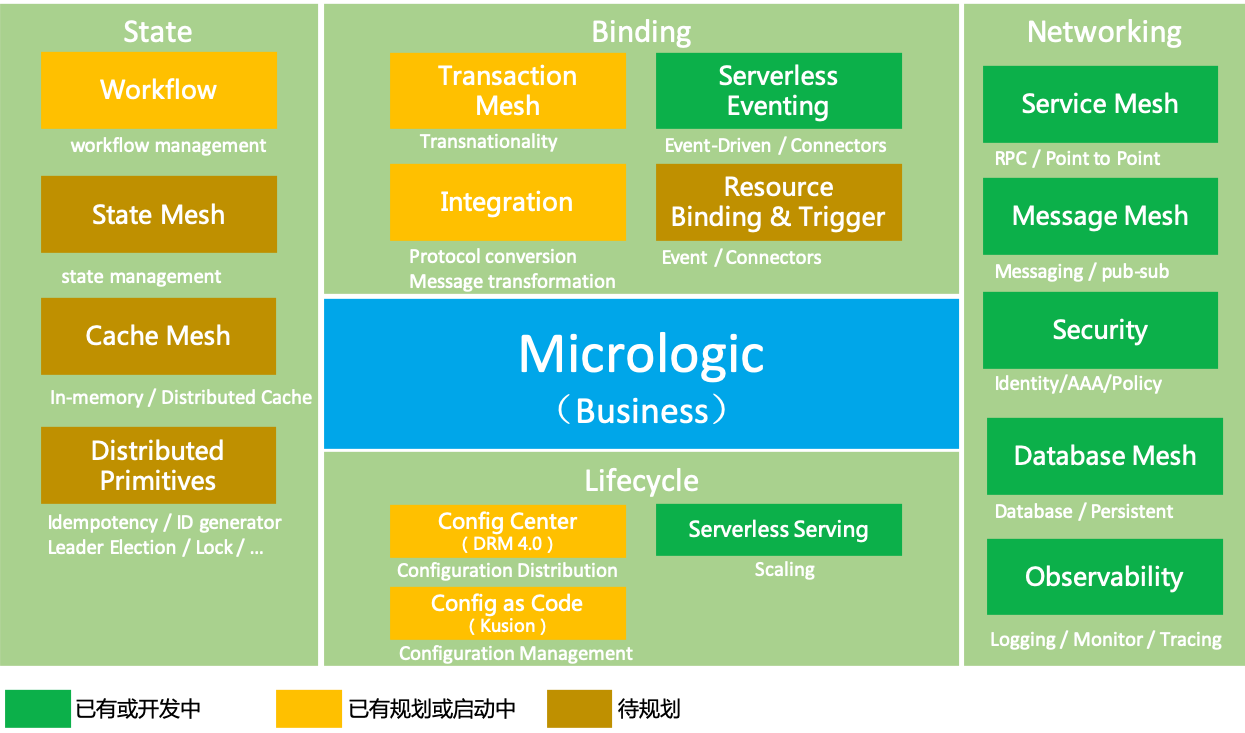 State
Workflow
workflow management
State Mesh
state management
Cache Mesh
In-memory / Distributed Cache
Distributed
Primitives
Idempotency / ID generator
Leader Election / Lock / ...
Binding
Transaction
Mesh
Transnationality
Serverless
Eventing
Event-Driven / Connectors
Integration
Protocol conversion
Message transformation
Resource
Binding & Trigger
Event / Connectors
Micrologic
（Business）
Lifecycle
Config Center
( DRM 4.0 )
Configuration Distribution
Serverless Serving
Scaling
Config as Code
( Kusion )
Configuration Management
Networking
Service Mesh
RPC / Point to Point
Message Mesh
Messaging / pub-sub
Security
Identity/AAA/Policy
Database Mesh
Database / Persistent
Observability
Logging / Monitor / Tracing
已有或开发中
已有规划或启动中
待规划